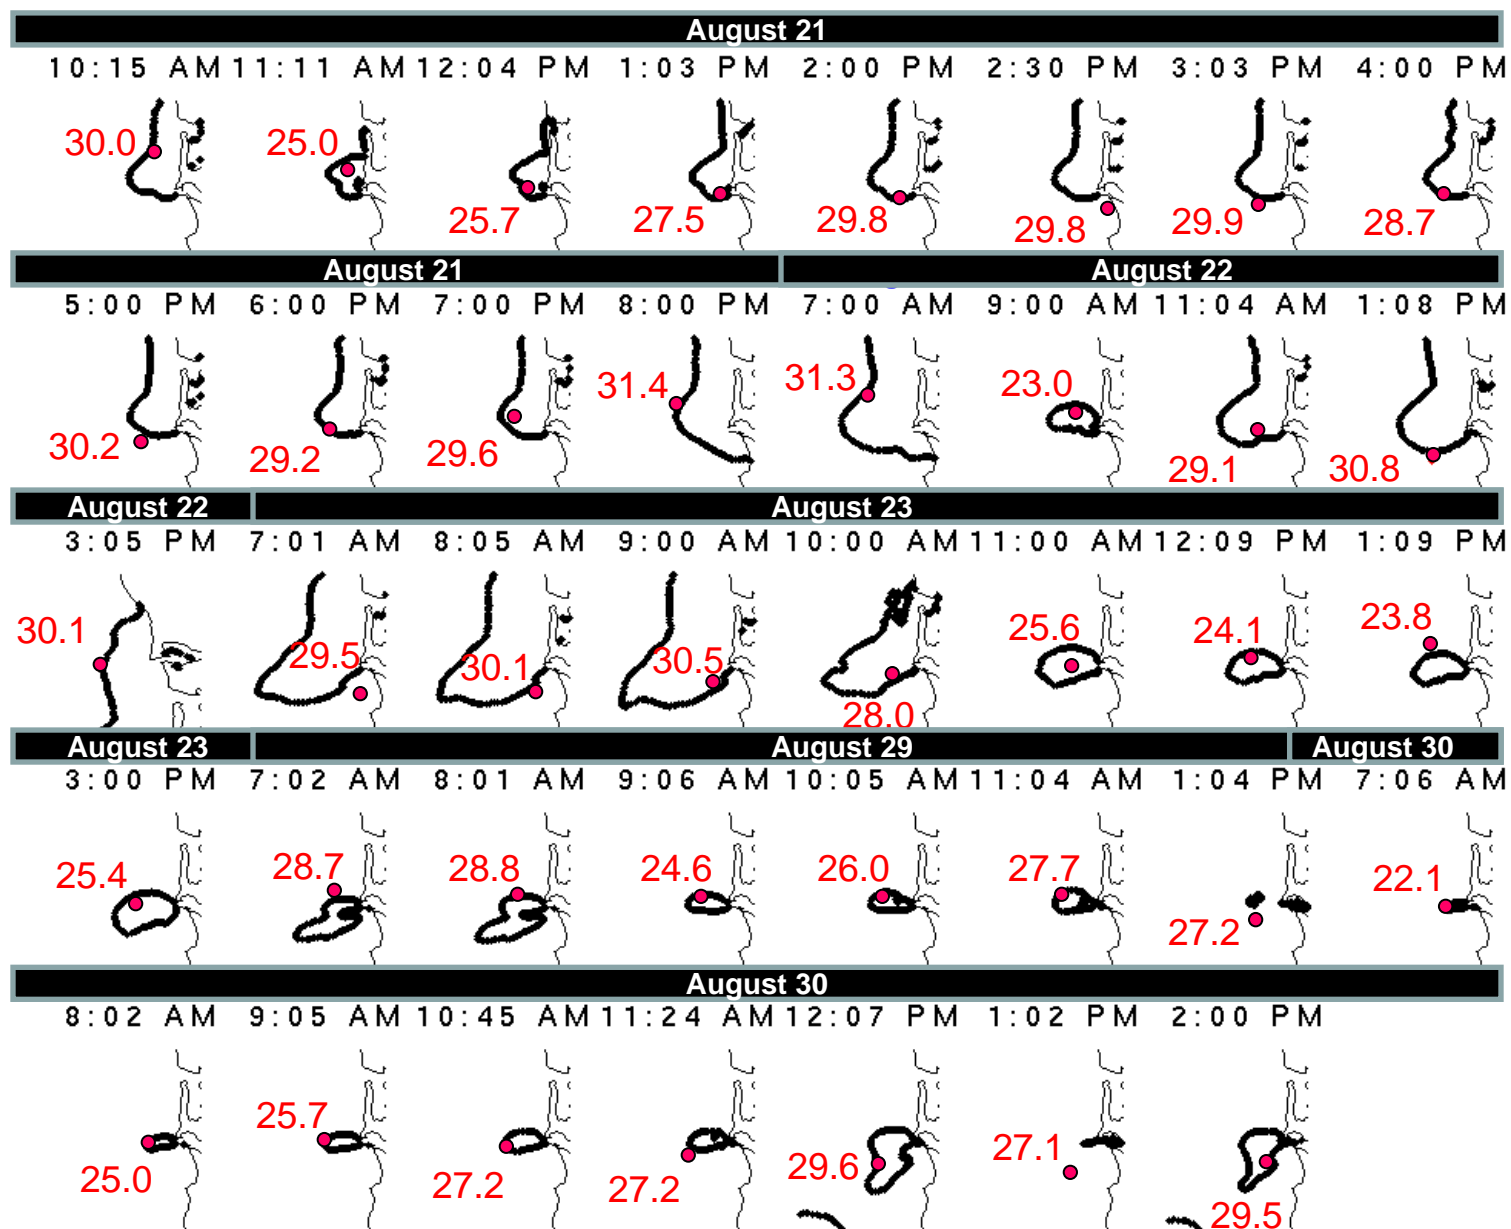 August 21
10:15 AM 11:11 AM 12:04 PM 1:03 PM 2:00 PM 2:30 PM 3:03 PM 4:00 PM
30.0 25.0 25.7 27.5 29.8 29.8 29.9 28.7
August 21 August 22
5:00 PM 6:00 PM 7:00 PM 8:00 PM 7:00 AM 9:00 AM 11:04 AM 1:08 PM
30.2 29.2 29.6 31.4 31.3 23.0 29.1 30.8
August 22 August 23
3:05 PM 7:01 AM 8:05 AM 9:00 AM 10:00 AM 11:00 AM 12:09 PM 1:09 PM
30.1 29.5 30.1 30.5 28.0 25.6 24.1 23.8
August 23 August 29 August 30
3:00 PM 7:02 AM 8:01 AM 9:06 AM 10:05 AM 11:04 AM 1:04 PM 7:06 AM
25.4 28.7 28.8 24.6 26.0 27.7 27.2 22.1
August 30
8:02 AM 9:05 AM 10:45 AM 11:24 AM 12:07 PM 1:02 PM 2:00 PM
25.0 25.7 27.2 27.2 29.6 27.1 29.5